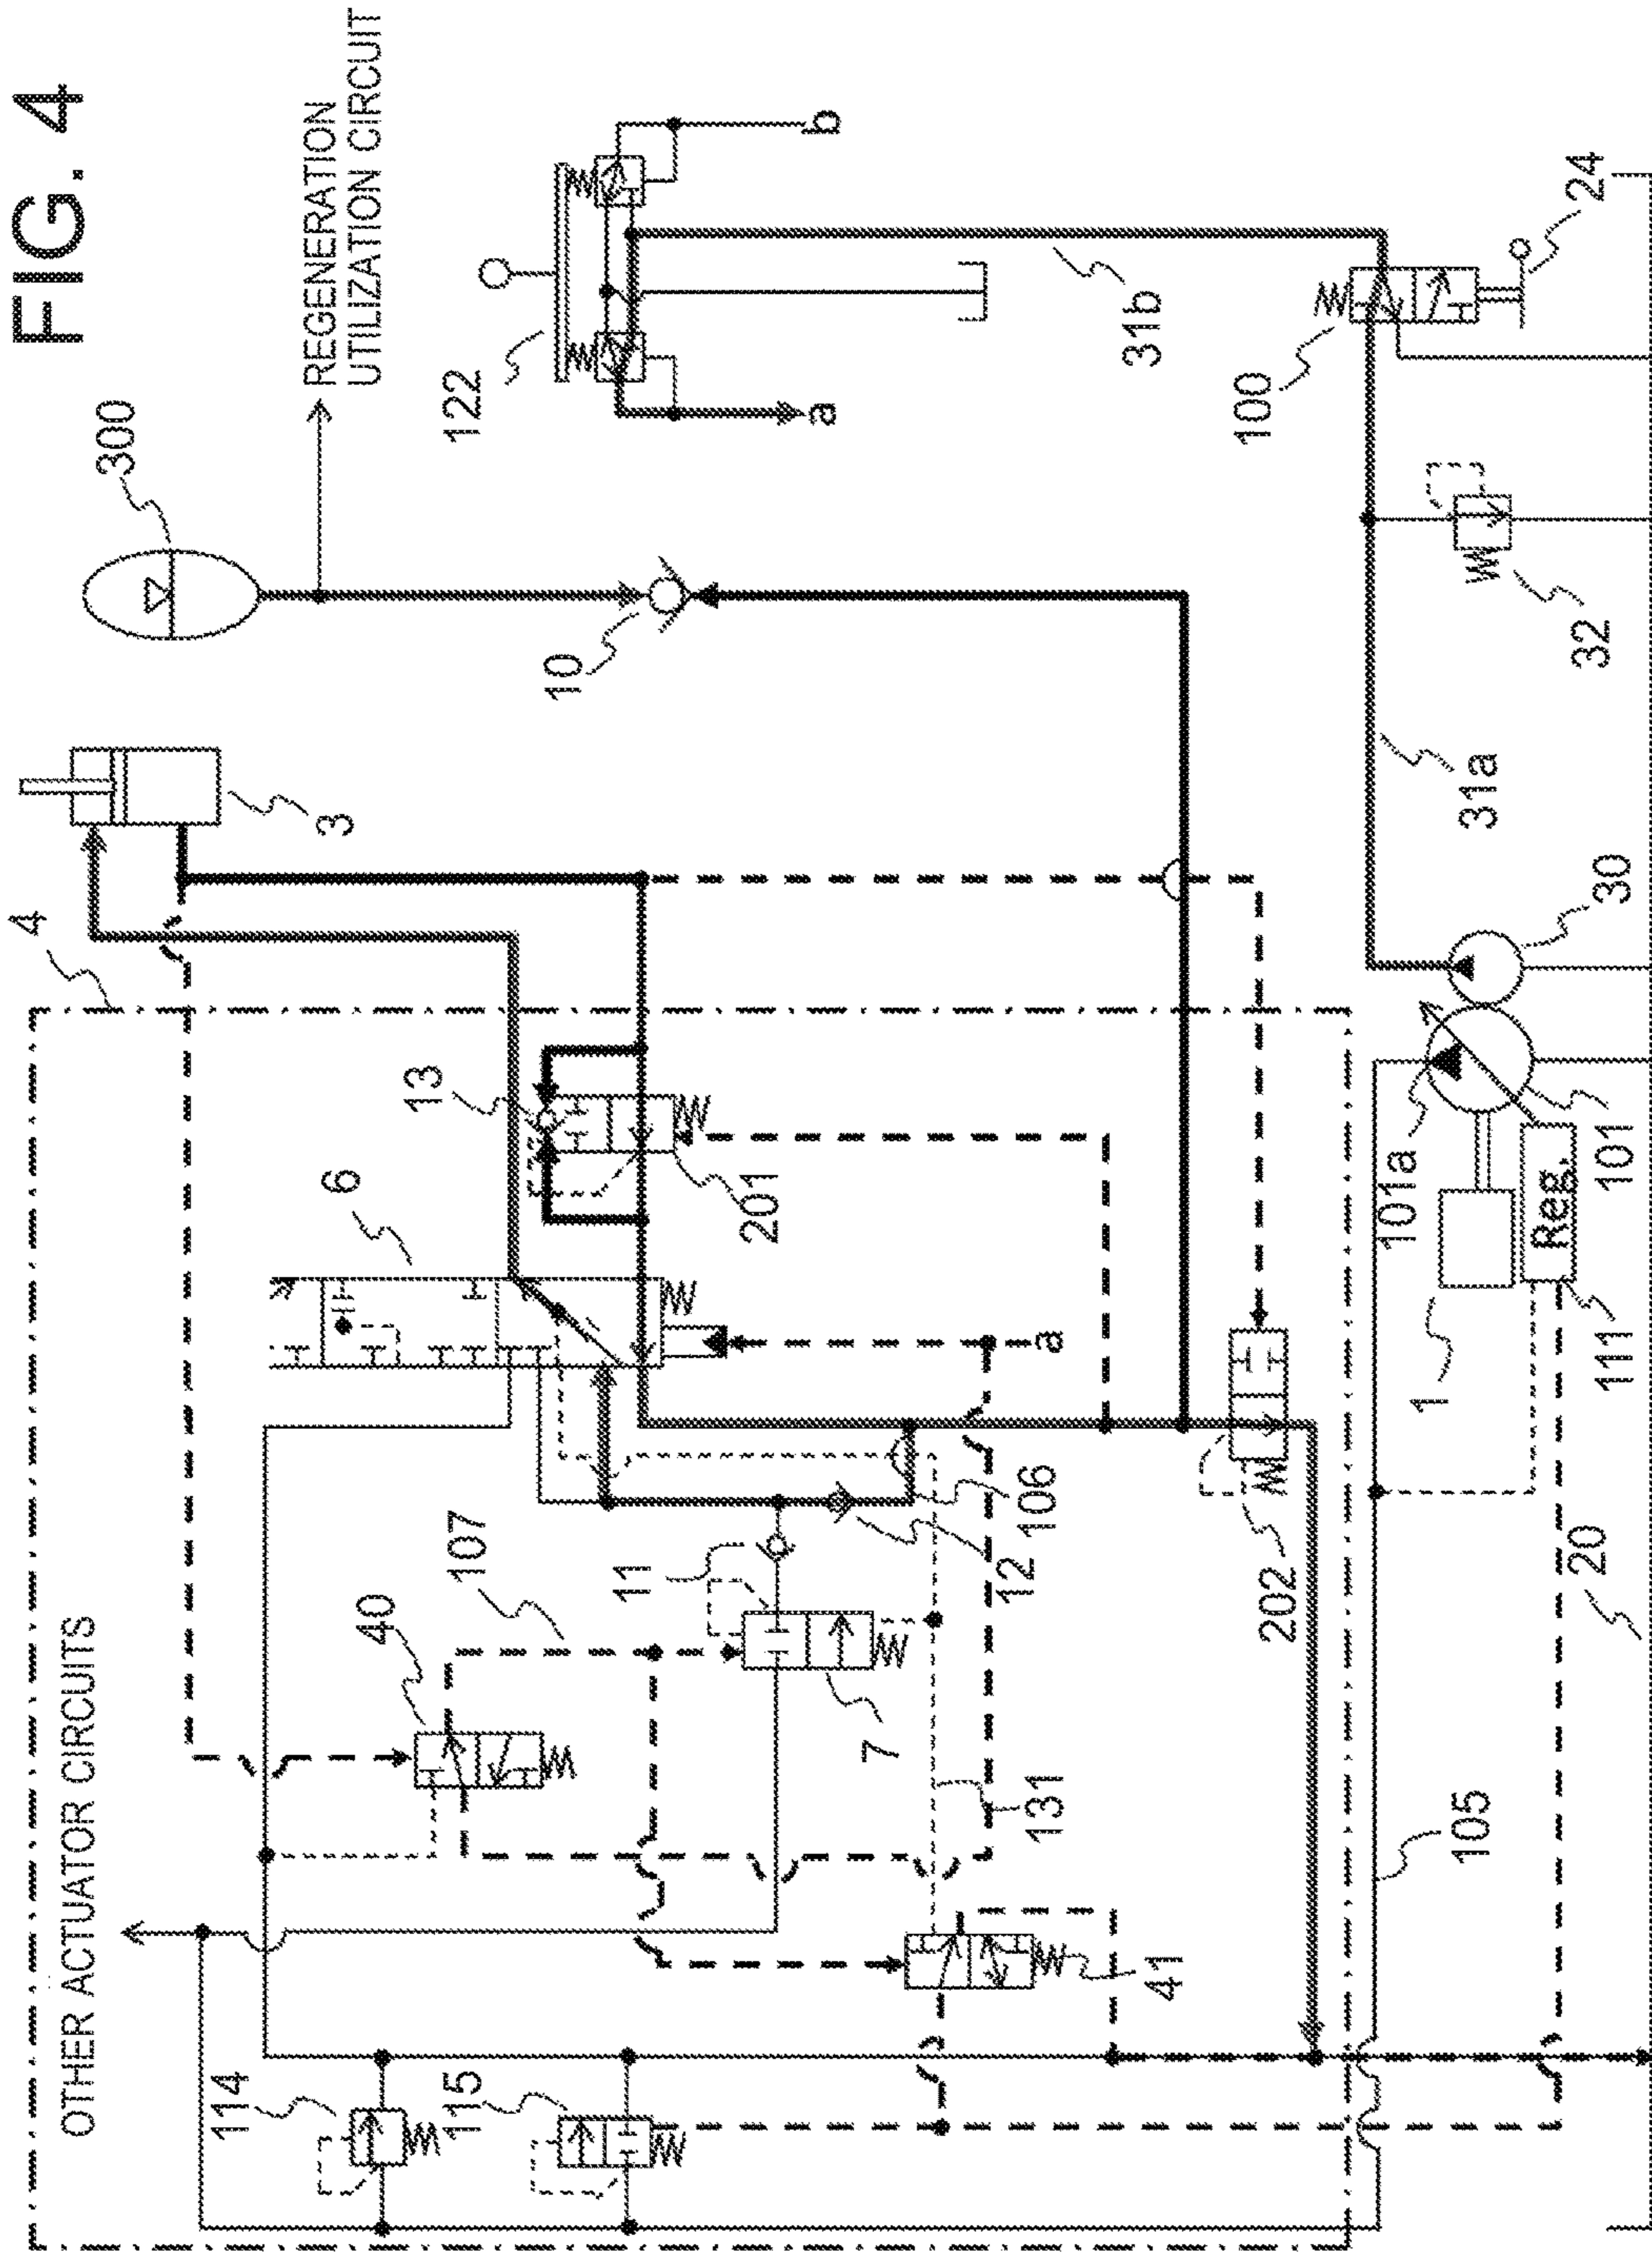 FIG. 4
REGENERATION
UTILIZATION CIRCUIT
300
122
b
a
10
3
4
31b
24
100
32
31a
30
13
201
6
101a
101
1
Reg.
111
a
107
106
12
11
40
7
202
20
OTHER ACTUATOR CIRCUITS
131
105
41
114
115